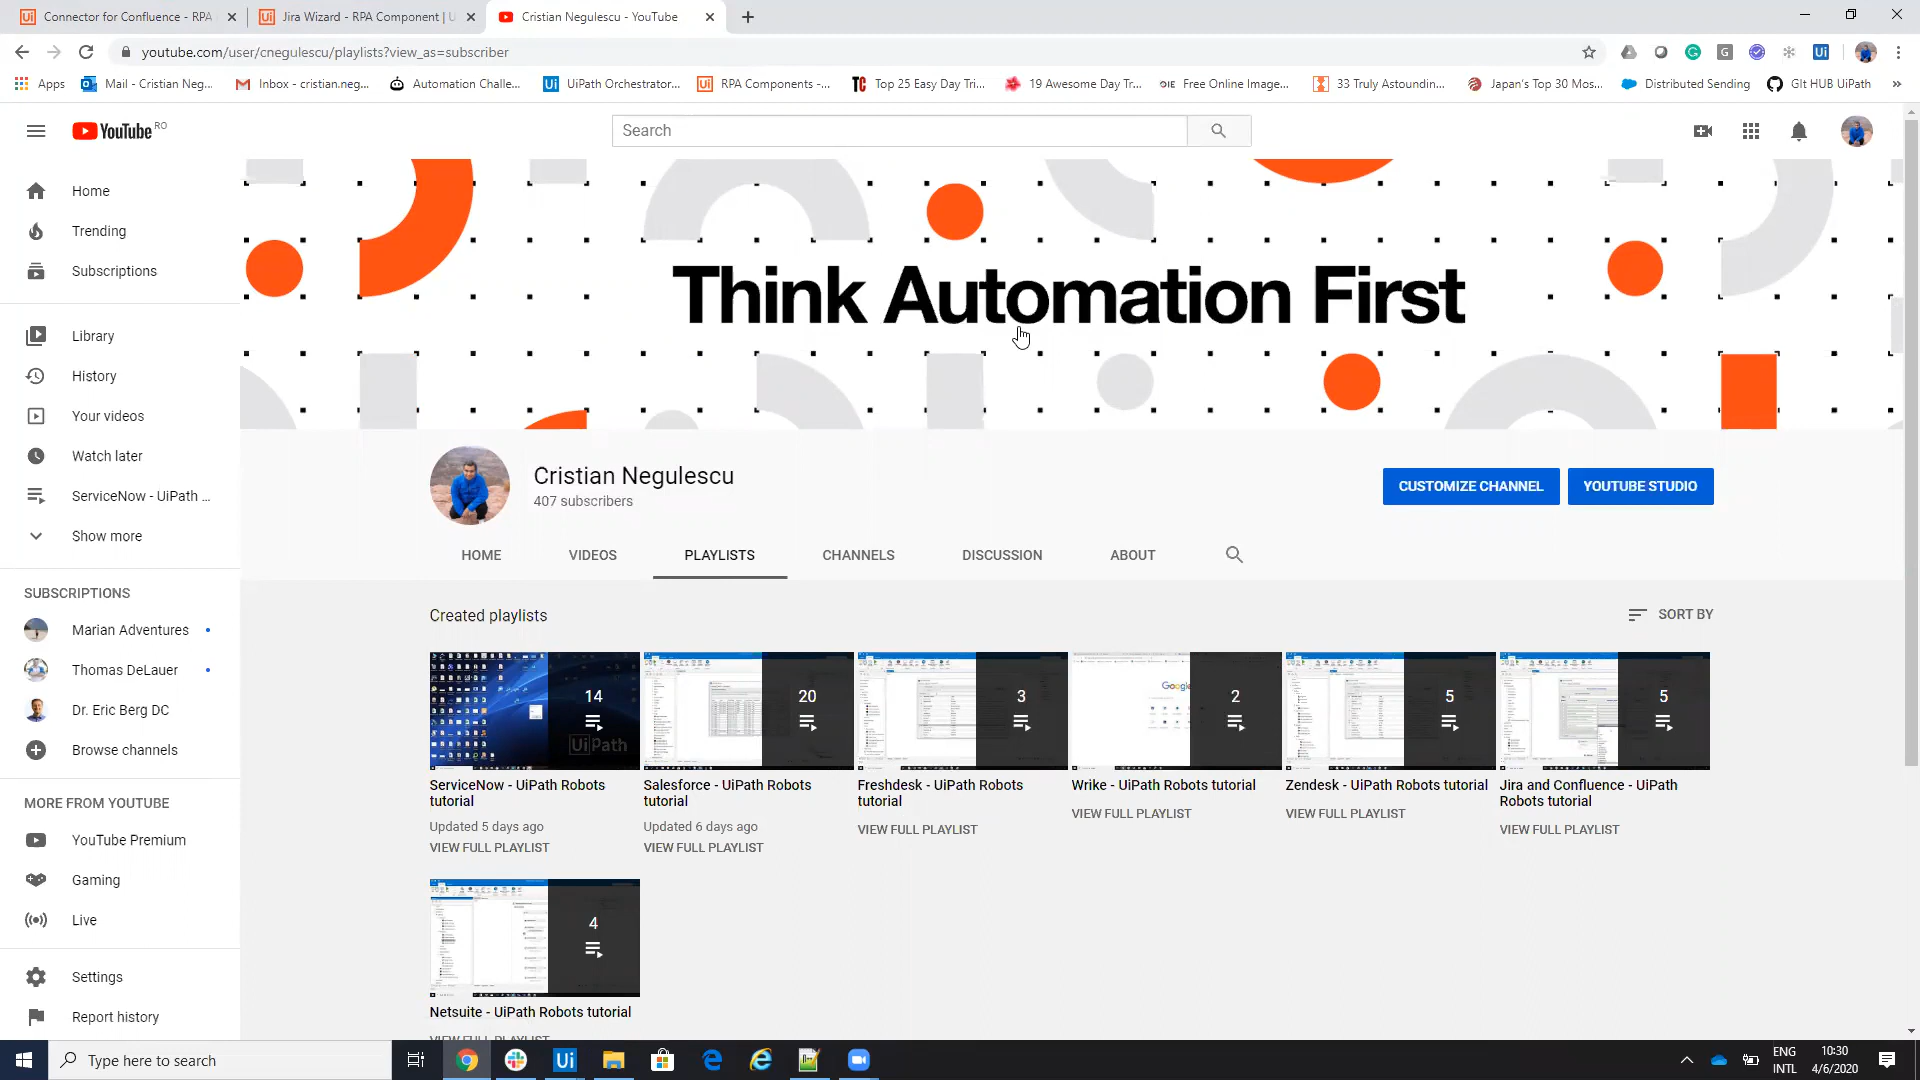 Connector for Confluence - RPA
Jira Wizard - RPA Component | U
Cristian Negulescu - YouTube
youtube.com/user/cnegulescu/playlists?view_as=subscriber
Apps
Mail - Cristian Neg...
Inbox - cristian.neg...
Automation Challe...
UiPath Orchestrator...
RPA Components -...
Top 25 Easy Day Tri...
19 Awesome Day Tr...
Free Online Image...
33 Truly Astoundin...
Japan's Top 30 Mos...
Distributed Sending
GIt HUB UiPath
YouTube RO
Search
Home
Trending
Subscriptions
Library
History
Your videos
Watch later
ServiceNow - UiPath ...
Show more
SUBSCRIPTIONS
Marian Adventures
Thomas DeLauer
Dr. Eric Berg DC
Browse channels
MORE FROM YOUTUBE
YouTube Premium
Gaming
Live
Settings
Report history
Think Automation First
Cristian Negulescu
407 subscribers
CUSTOMIZE CHANNEL
YOUTUBE STUDIO
HOME
VIDEOS
PLAYLISTS
CHANNELS
DISCUSSION
ABOUT
Created playlists
SORT BY
14
UiPath
ServiceNow - UiPath Robots
tutorial
Updated 5 days ago
VIEW FULL PLAYLIST
20
Salesforce - UiPath Robots
tutorial
Updated 6 days ago
VIEW FULL PLAYLIST
3
Freshdesk - UiPath Robots
tutorial
VIEW FULL PLAYLIST
Google
2
Wrike - UiPath Robots tutorial
VIEW FULL PLAYLIST
5
Zendesk - UiPath Robots tutorial
VIEW FULL PLAYLIST
5
Jira and Confluence - UiPath
Robots tutorial
VIEW FULL PLAYLIST
4
Netsuite - UiPath Robots tutorial
VIEW FULL PLAYLIST
Type here to search
ENG
INTL
10:30
4/6/2020